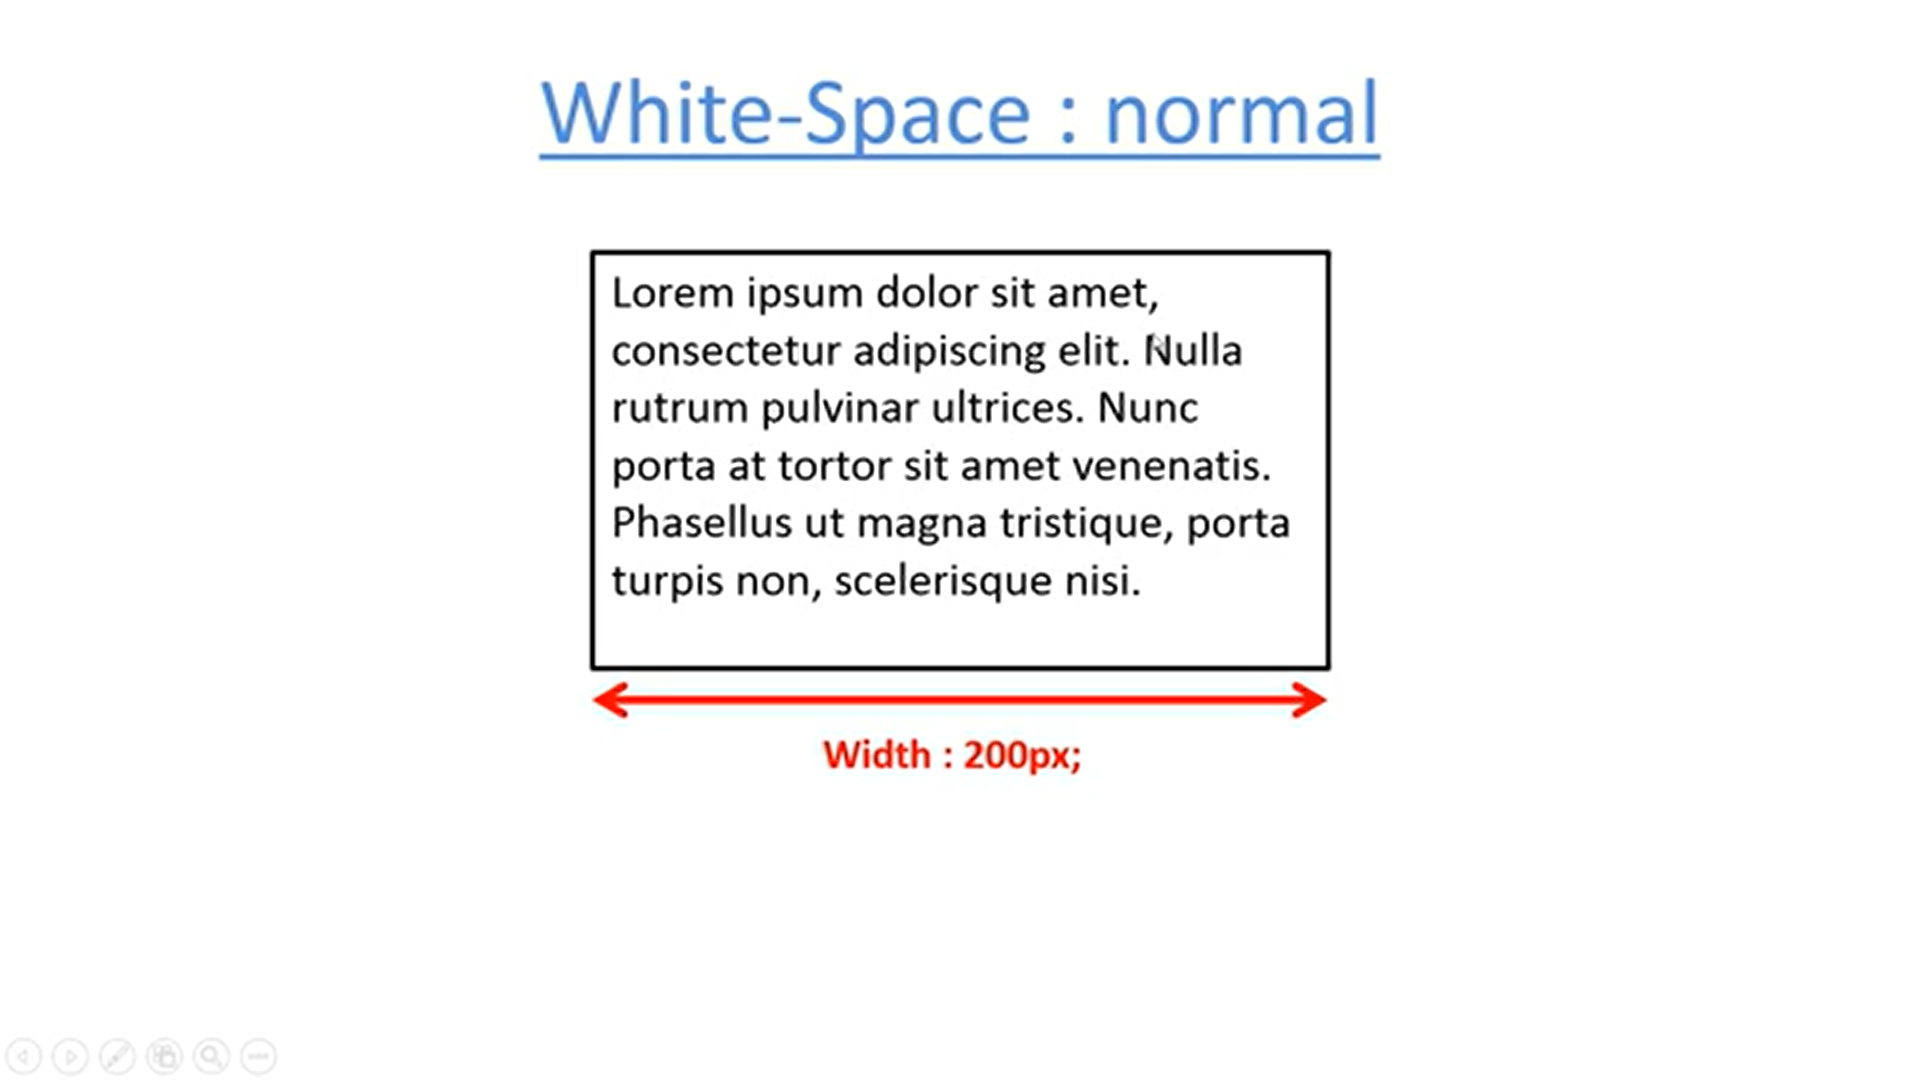 White-Space : normal
Lorem ipsum dolor sit amet,
consectetur adipiscing elit. Nulla
rutrum pulvinar ultrices. Nunc
porta at tortor sit amet venenatis.
Phasellus ut magna tristique, porta
turpis non, scelerisque nisi.
Width : 200px;